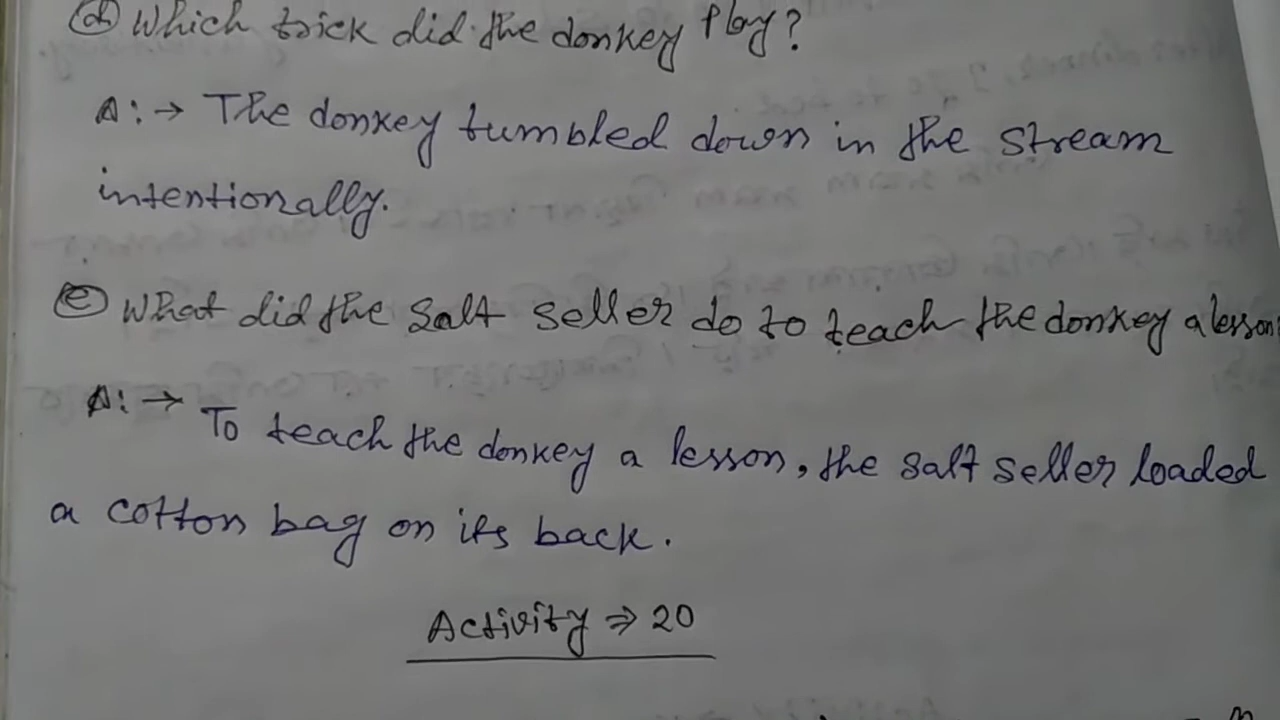 (d) Which trick did the donkey play?
A:→ The donkey tumbled down in the stream
intentionally.
(e) What did the salt seller do to teach the donkey a lesson
A:→ To teach the donkey a lesson, the salt seller loaded
a cotton bag on its back.
Activity ⇒ 20